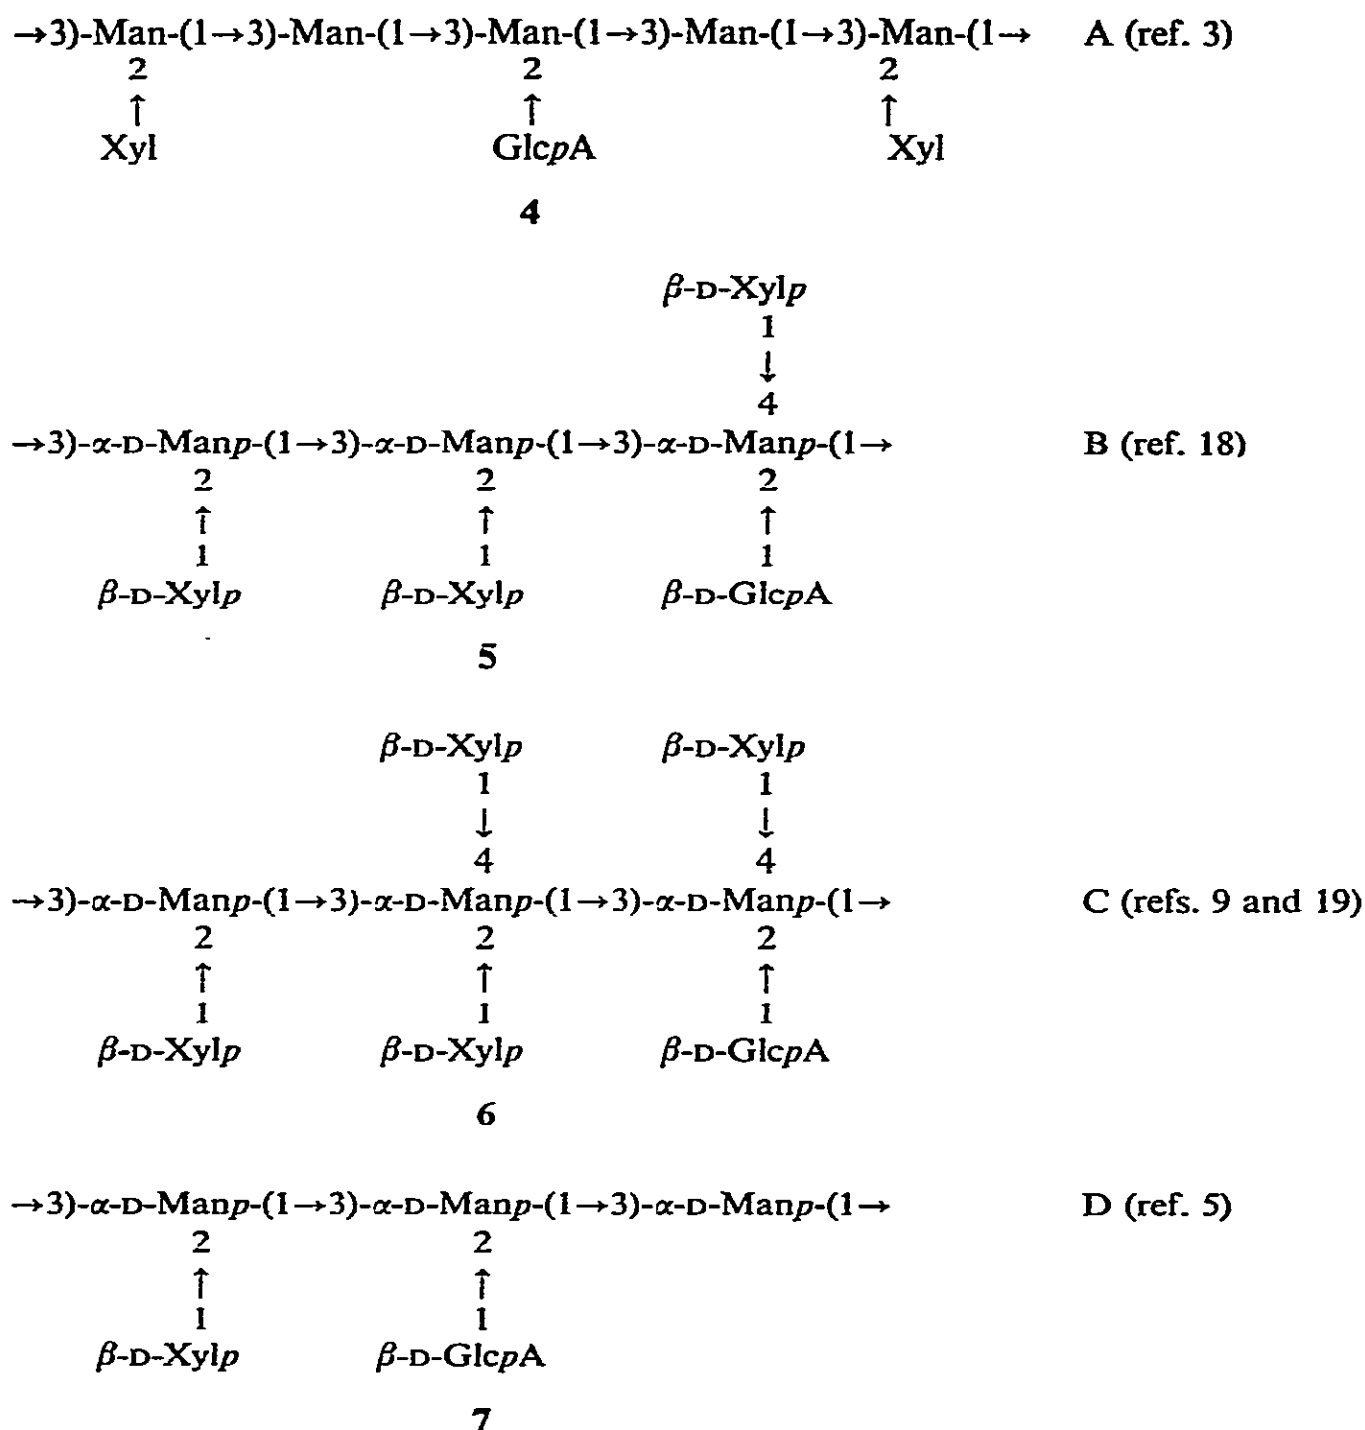 →3)-Man-(1→3)-Man-(1→3)-Man-(1→3)-Man-(1→3)-Man-(1→ A (ref. 3)
2 2 2
↑ ↑ ↑
Xyl GlcpA Xyl
4
β-D-Xylp
1
↓
4
→3)-α-D-Manp-(1→3)-α-D-Manp-(1→3)-α-D-Manp-(1→ B (ref. 18)
2 2 2
↑ ↑ ↑
1 1 1
β-D-Xylp β-D-Xylp β-D-GlcpA
5
β-D-Xylp β-D-Xylp
1 1
↓ ↓
4 4
→3)-α-D-Manp-(1→3)-α-D-Manp-(1→3)-α-D-Manp-(1→ C (refs. 9 and 19)
2 2 2
↑ ↑ ↑
1 1 1
β-D-Xylp β-D-Xylp β-D-GlcpA
6
→3)-α-D-Manp-(1→3)-α-D-Manp-(1→3)-α-D-Manp-(1→ D (ref. 5)
2 2
↑ ↑
1 1
β-D-Xylp β-D-GlcpA
7